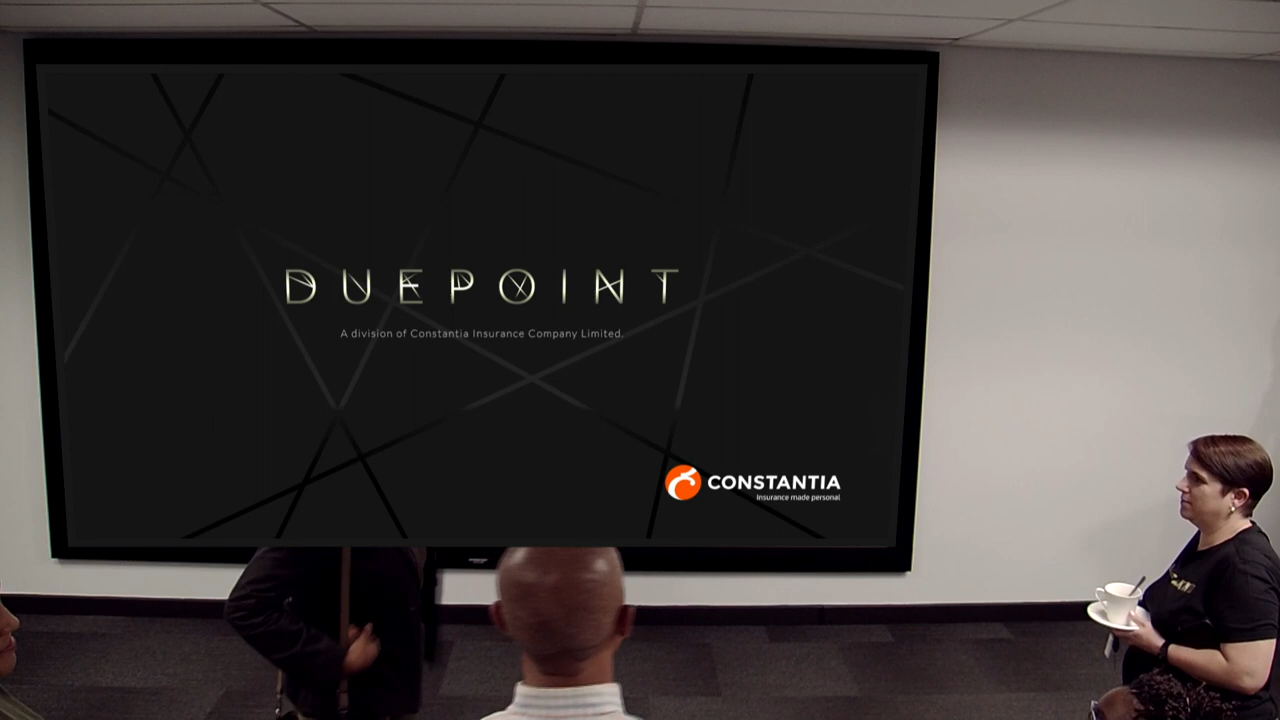 DUEPOINT
A division of Constantia Insurance Company Limited.
CONSTANTIA
Insurance made personal